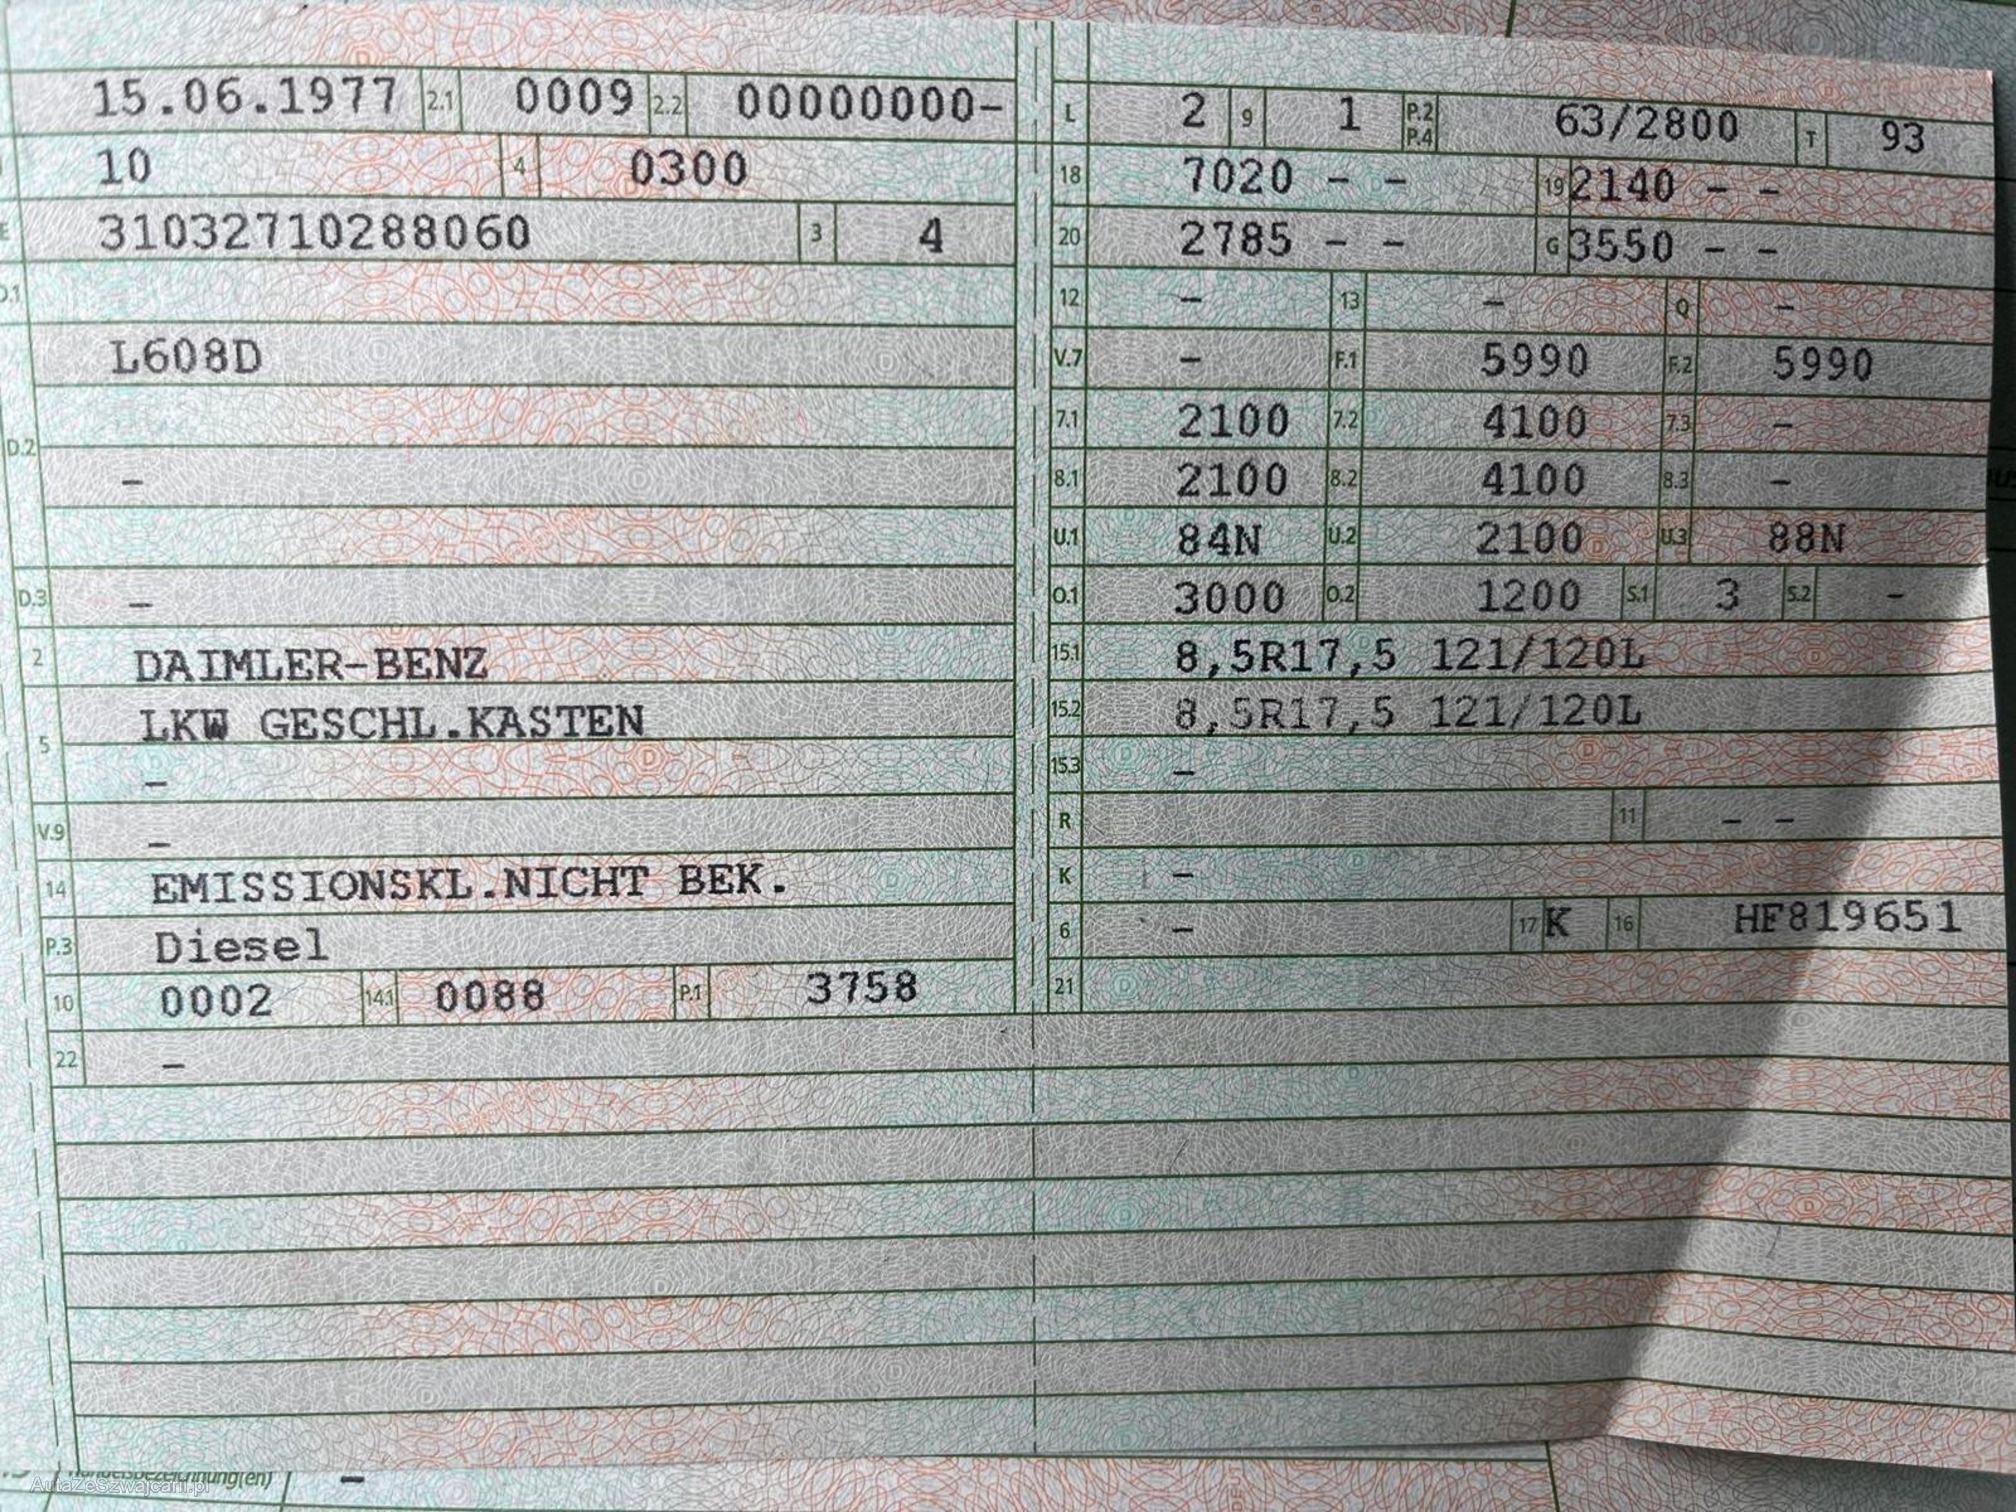 15.06.1977 2.1 0009 2.2 00000000-
10 4 0300
E 31032710288060 3 4
D.1
L608D
D.2
-
D.3 -
2 DAIMLER-BENZ
5 LKW GESCHL.KASTEN
-
V.9 -
14 EMISSIONSKL.NICHT BEK.
P.3 Diesel
10 0002 14.1 0088 P.1 3758
22 -
L 2 9 1 P.2 P.4 63/2800 T 93
18 7020 - - 19 2140 - -
20 2785 - - G 3550 - -
12 - 13 - Q -
V.7 - F.1 5990 F.2 5990
7.1 2100 7.2 4100 7.3 -
8.1 2100 8.2 4100 8.3 -
U.1 84N U.2 2100 U.3 88N
O.1 3000 O.2 1200 S.1 3 S.2 -
15.1 8,5R17,5 121/120L
15.2 8,5R17,5 121/120L
15.3 -
R 11 - -
K -
6 - 17 K 16 HF819651
21
Handelsbezeichnung(en) -
AutaZeSzwajcarii.pl